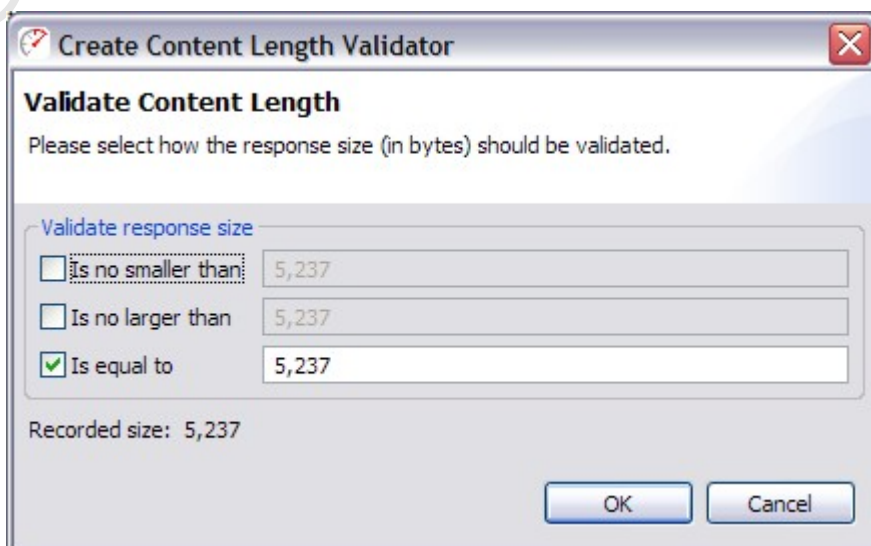 Create Content Length Validator
Validate Content Length
Please select how the response size (in bytes) should be validated.
Validate response size
Is no smaller than 5,237
Is no larger than 5,237
Is equal to 5,237
Recorded size: 5,237
OK Cancel